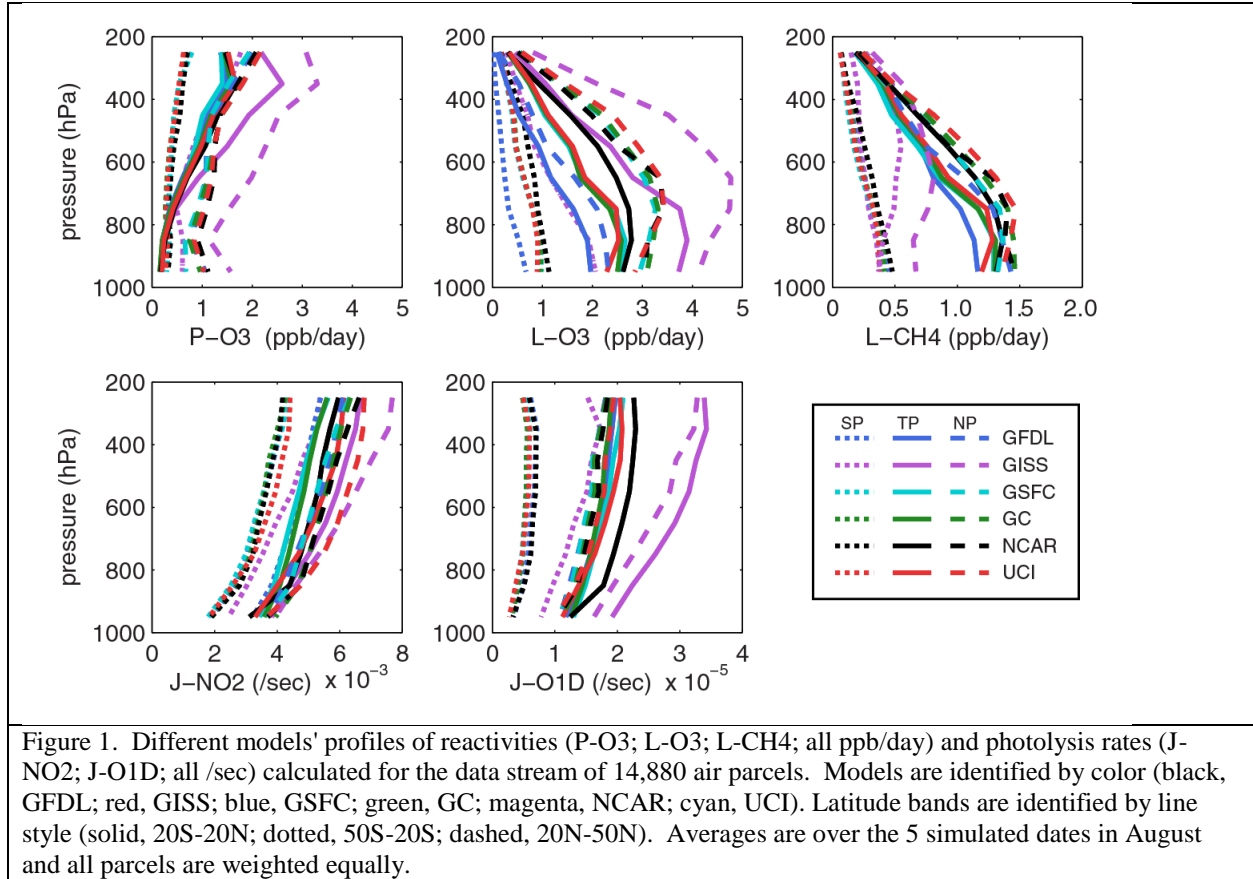 200
400
600
800
1000
pressure (hPa)
0 1 2 3 4 5
P-O3 (ppb/day)
200
400
600
800
1000
0 1 2 3 4 5
L-O3 (ppb/day)
200
400
600
800
1000
0 0.5 1.0 1.5 2.0
L-CH4 (ppb/day)
200
400
600
800
1000
pressure (hPa)
0 2 4 6 8
J-NO2 (/sec) x 10⁻³
200
400
600
800
1000
0 1 2 3 4
J-O1D (/sec) x 10⁻⁵
SP TP NP
GFDL
GISS
GSFC
GC
NCAR
UCI
Figure 1. Different models' profiles of reactivities (P-O3; L-O3; L-CH4; all ppb/day) and photolysis rates (J-
NO2; J-O1D; all /sec) calculated for the data stream of 14,880 air parcels. Models are identified by color (black,
GFDL; red, GISS; blue, GSFC; green, GC; magenta, NCAR; cyan, UCI). Latitude bands are identified by line
style (solid, 20S-20N; dotted, 50S-20S; dashed, 20N-50N). Averages are over the 5 simulated dates in August
and all parcels are weighted equally.